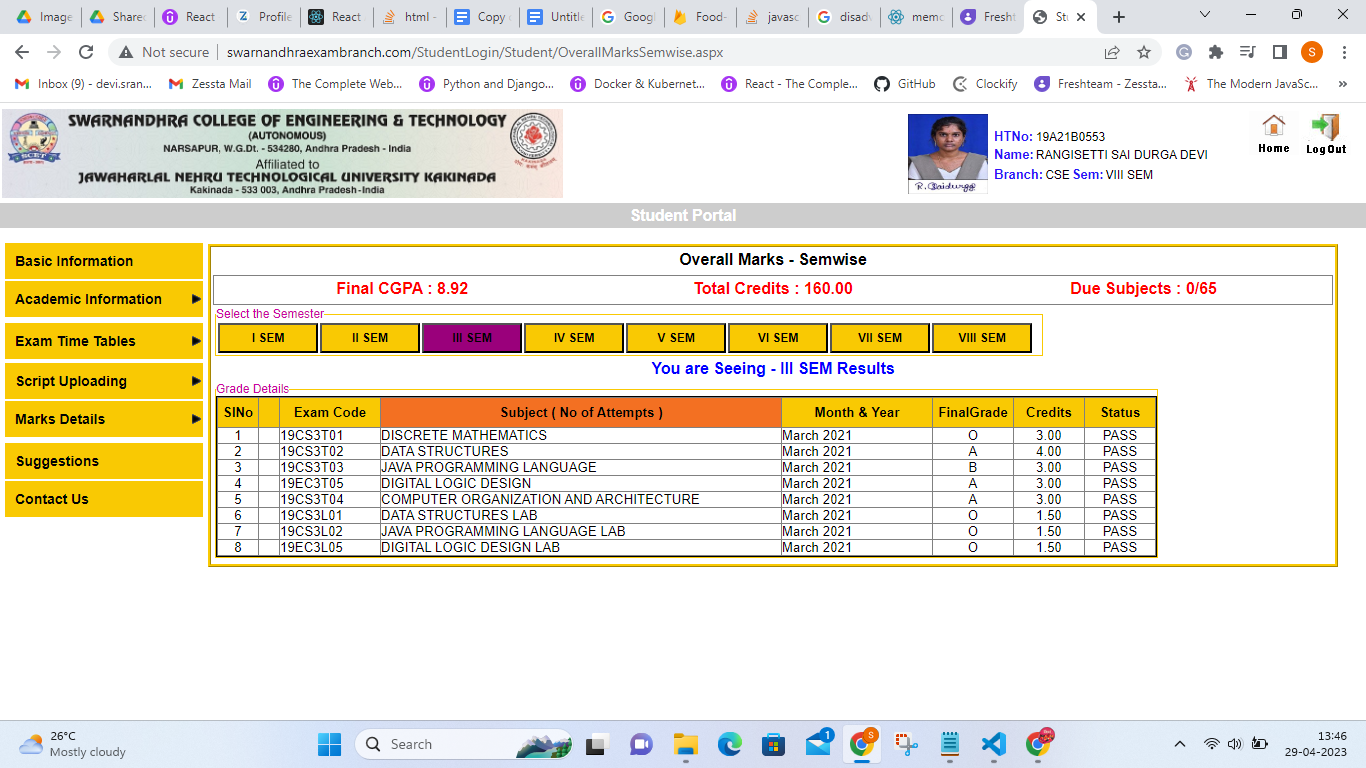 Image
Share
React
Profile
React
html -
Copy
Untitle
Googl
Food-
javasc
disadv
memo
Fresht
St
Not secure
swarnandhraexambranch.com/StudentLogin/Student/OverallMarksSemwise.aspx
S
Inbox (9) - devi.sran...
Zessta Mail
The Complete Web...
Python and Django...
Docker & Kubernet...
React - The Comple...
GitHub
Clockify
Freshteam - Zessta...
The Modern JavaSc...
»
SWARNANDHRA COLLEGE OF ENGINEERING & TECHNOLOGY
(AUTONOMOUS)
NARSAPUR, W.G.Dt. - 534280, Andhra Pradesh - India
Affiliated to
JAWAHARLAL NEHRU TECHNOLOGICAL UNIVERSITY KAKINADA
Kakinada - 533 003, Andhra Pradesh-India
SCET
R. Saidurga
HTNo: 19A21B0553
Name: RANGISETTI SAI DURGA DEVI
Branch: CSE Sem: VIII SEM
Home
LogOut
Student Portal
Basic Information
Academic Information
Exam Time Tables
Script Uploading
Marks Details
Suggestions
Contact Us
Overall Marks - Semwise
Final CGPA : 8.92 Total Credits : 160.00 Due Subjects : 0/65
Select the Semester
I SEM II SEM III SEM IV SEM V SEM VI SEM VII SEM VIII SEM
You are Seeing - III SEM Results
Grade Details
SlNo Exam Code Subject ( No of Attempts ) Month & Year FinalGrade Credits Status
1 19CS3T01 DISCRETE MATHEMATICS March 2021 O 3.00 PASS
2 19CS3T02 DATA STRUCTURES March 2021 A 4.00 PASS
3 19CS3T03 JAVA PROGRAMMING LANGUAGE March 2021 B 3.00 PASS
4 19EC3T05 DIGITAL LOGIC DESIGN March 2021 A 3.00 PASS
5 19CS3T04 COMPUTER ORGANIZATION AND ARCHITECTURE March 2021 A 3.00 PASS
6 19CS3L01 DATA STRUCTURES LAB March 2021 O 1.50 PASS
7 19CS3L02 JAVA PROGRAMMING LANGUAGE LAB March 2021 O 1.50 PASS
8 19EC3L05 DIGITAL LOGIC DESIGN LAB March 2021 O 1.50 PASS
26°C
Mostly cloudy
Search
1
S
13:46
29-04-2023